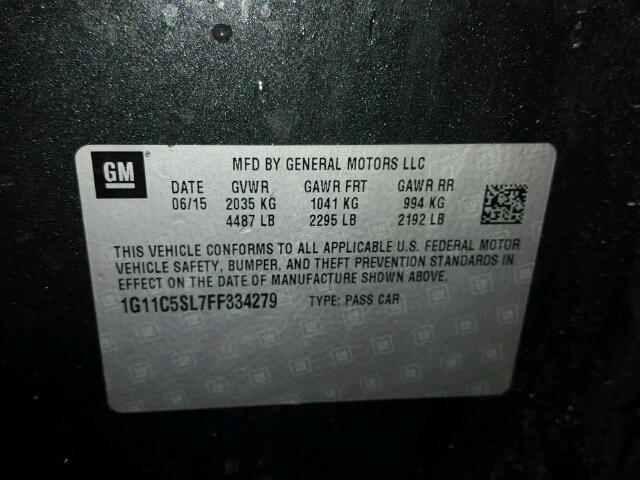 GM ®
MFD BY GENERAL MOTORS LLC
DATE GVWR GAWR FRT GAWR RR
06/15 2035 KG 1041 KG 994 KG
4487 LB 2295 LB 2192 LB
THIS VEHICLE CONFORMS TO ALL APPLICABLE U.S. FEDERAL MOTOR
VEHICLE SAFETY, BUMPER, AND THEFT PREVENTION STANDARDS IN
EFFECT ON THE DATE OF MANUFACTURE SHOWN ABOVE.
1G11C5SL7FF334279 TYPE: PASS CAR